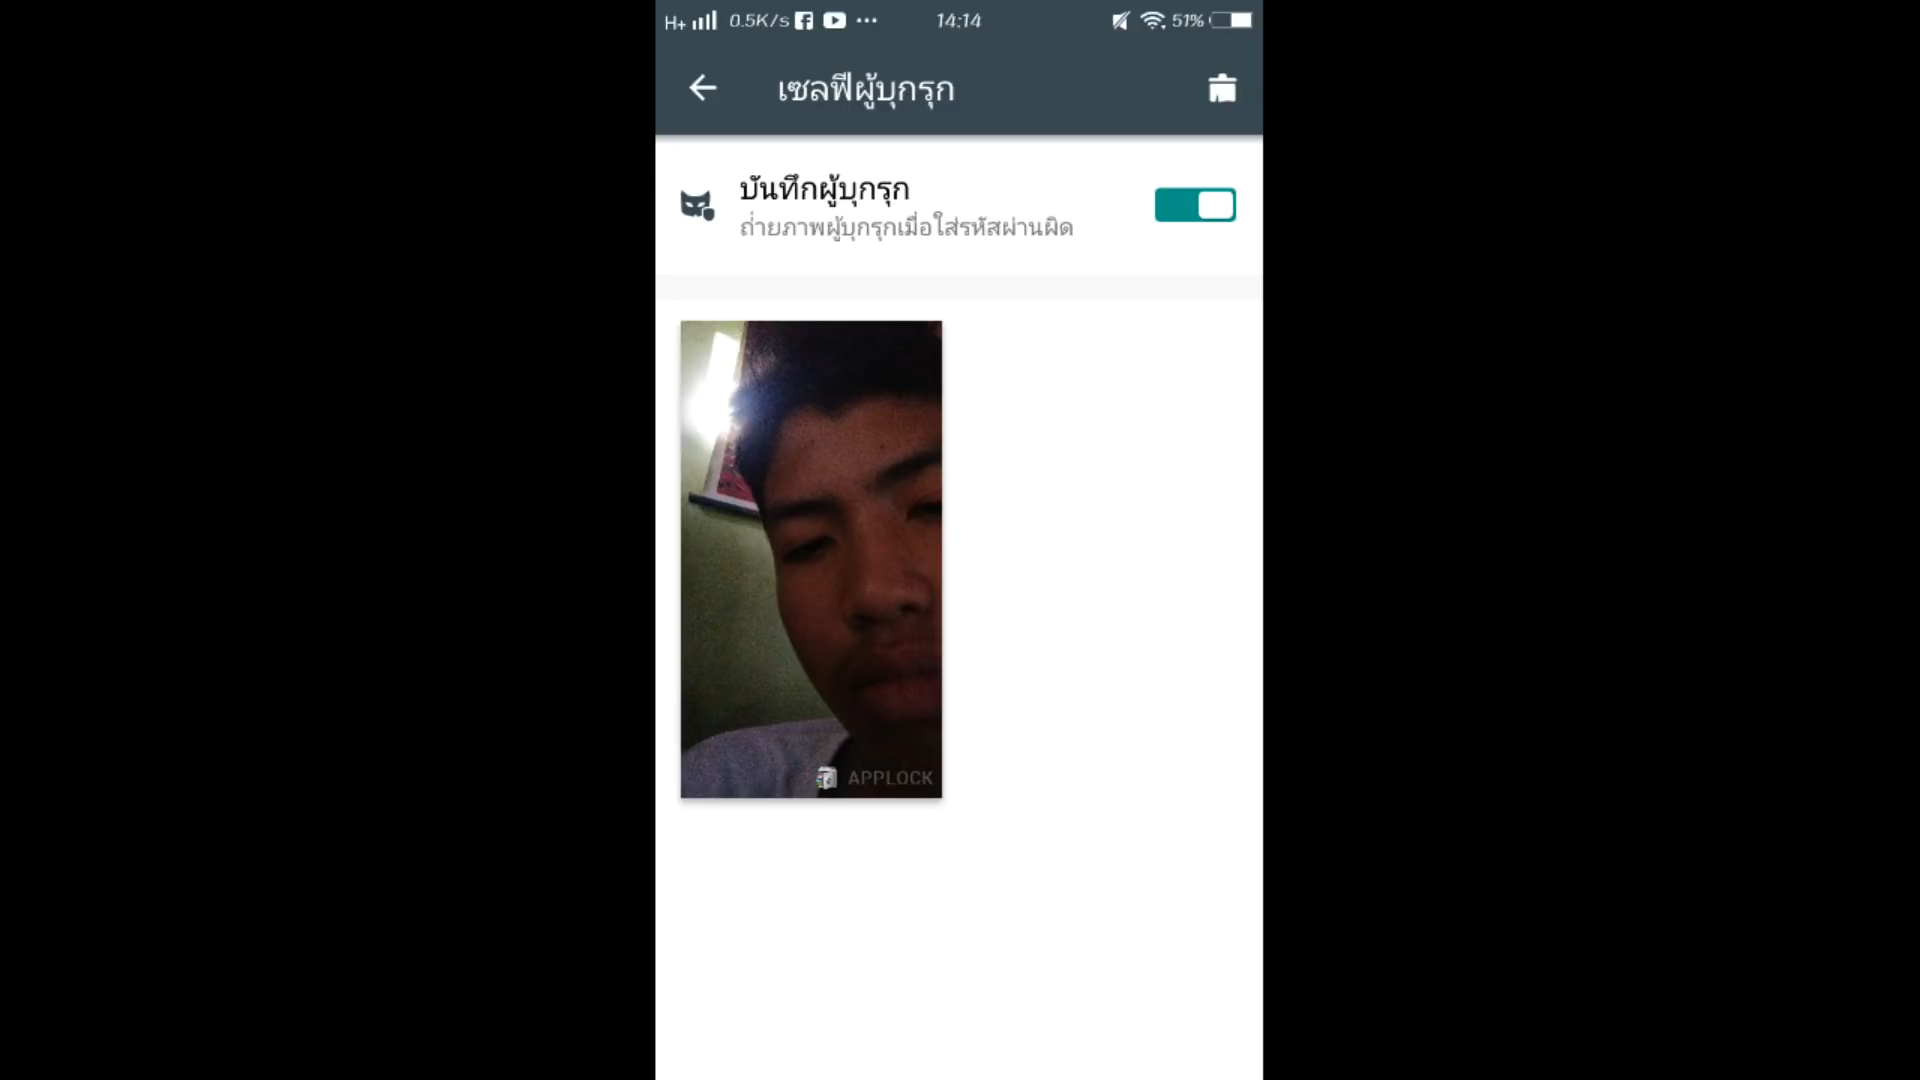 H+ 0.5K/s ... 14:14 51%
เซลฟี่ผู้บุกรุก
บันทึกผู้บุกรุก
ถ่ายภาพผู้บุกรุกเมื่อใส่รหัสผ่านผิด
APPLOCK